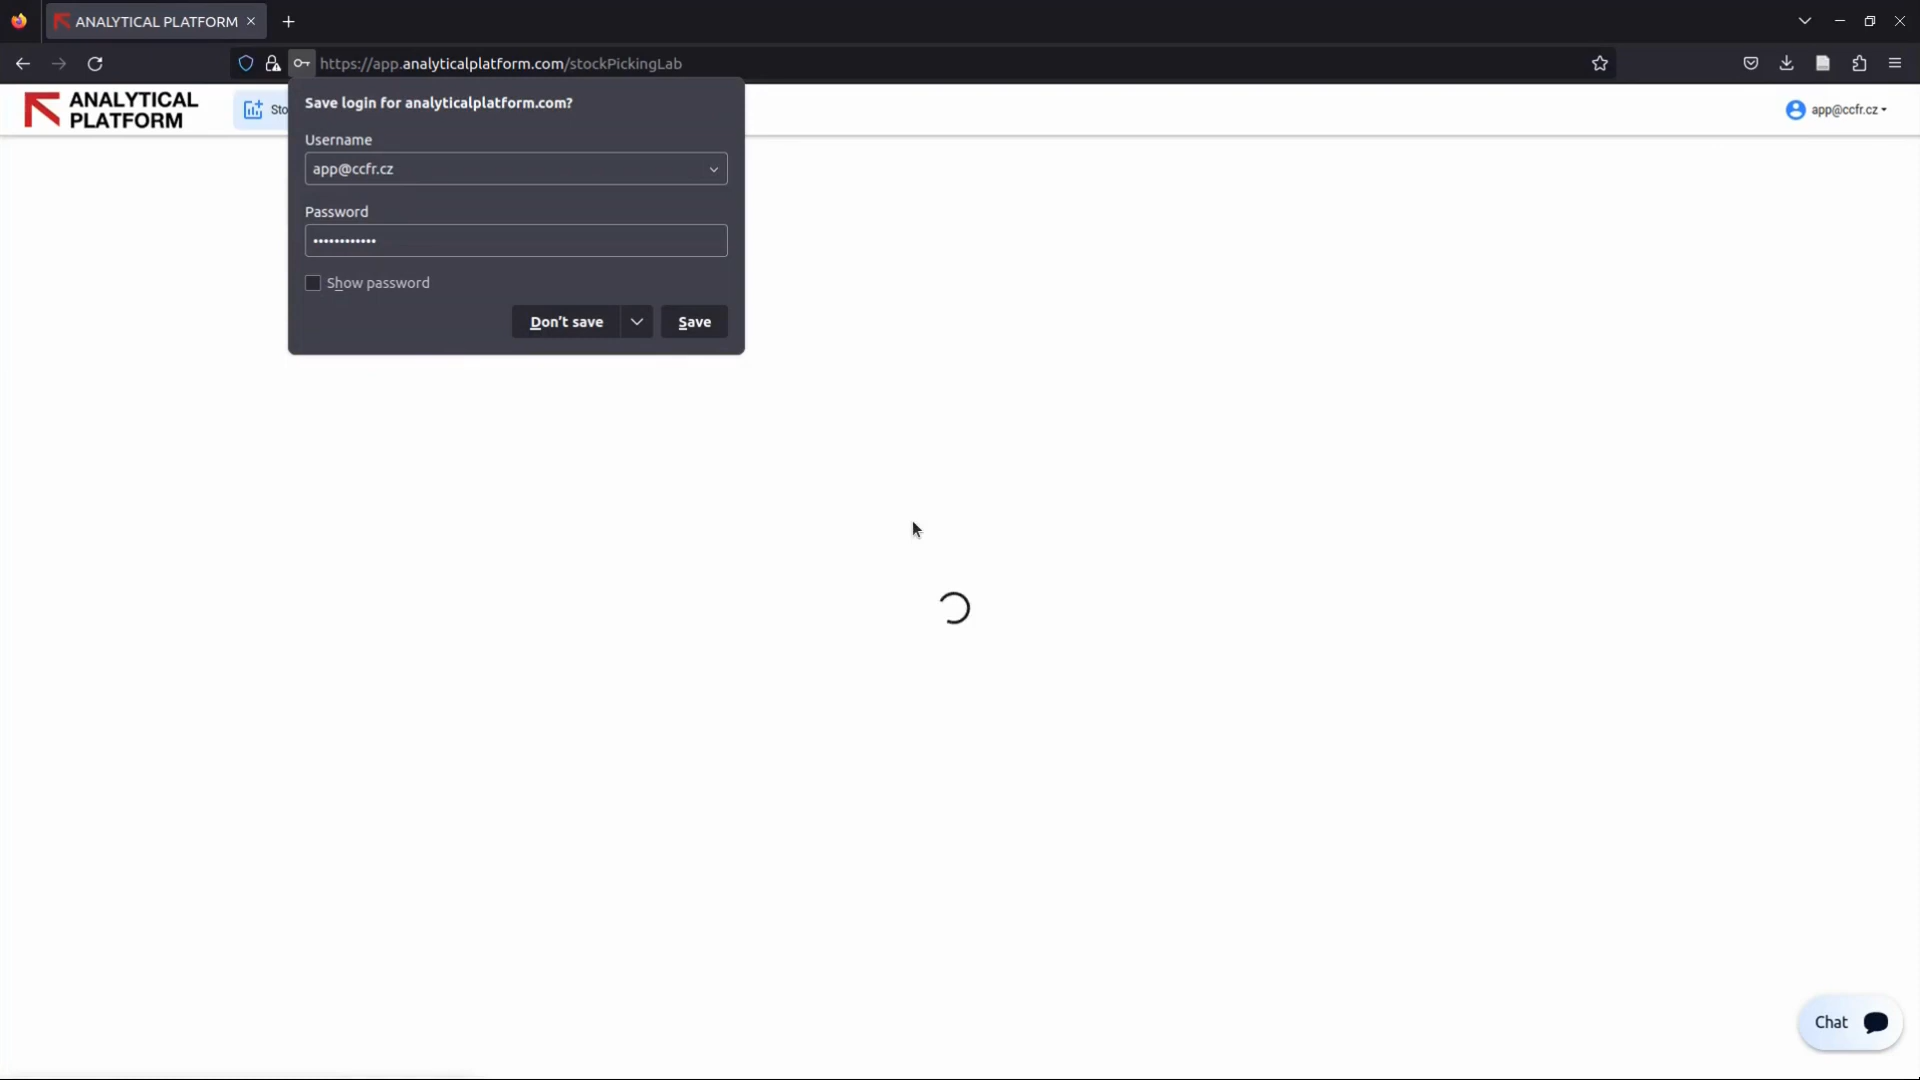 ANALYTICAL PLATFORM
https://app.analyticalplatform.com/stockPickingLab
ANALYTICAL
PLATFORM
Sto
app@ccfr.cz
Save login for analyticalplatform.com?
Username
app@ccfr.cz
Password
••••••••••••
Show password
Don't save
Save
Chat